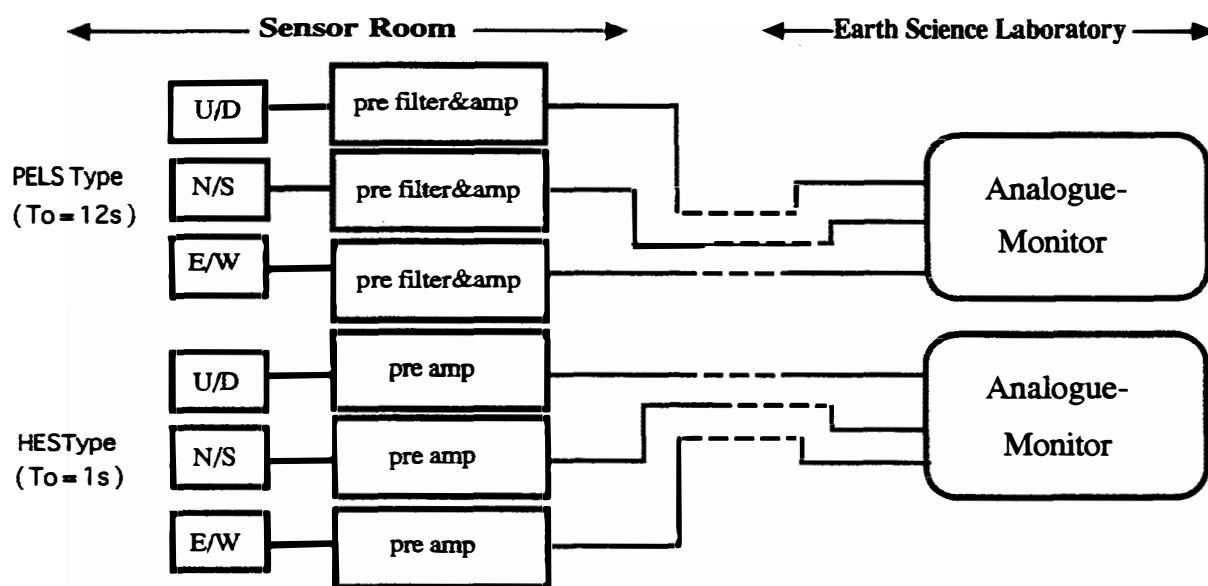 Sensor Room
Earth Science Laboratory
U/D
pre filter&amp
PELS Type
(To=12s)
N/S
pre filter&amp
Analogue-
Monitor
E/W
pre filter&amp
U/D
pre amp
Analogue-
Monitor
HESType
(To=1s)
N/S
pre amp
E/W
pre amp